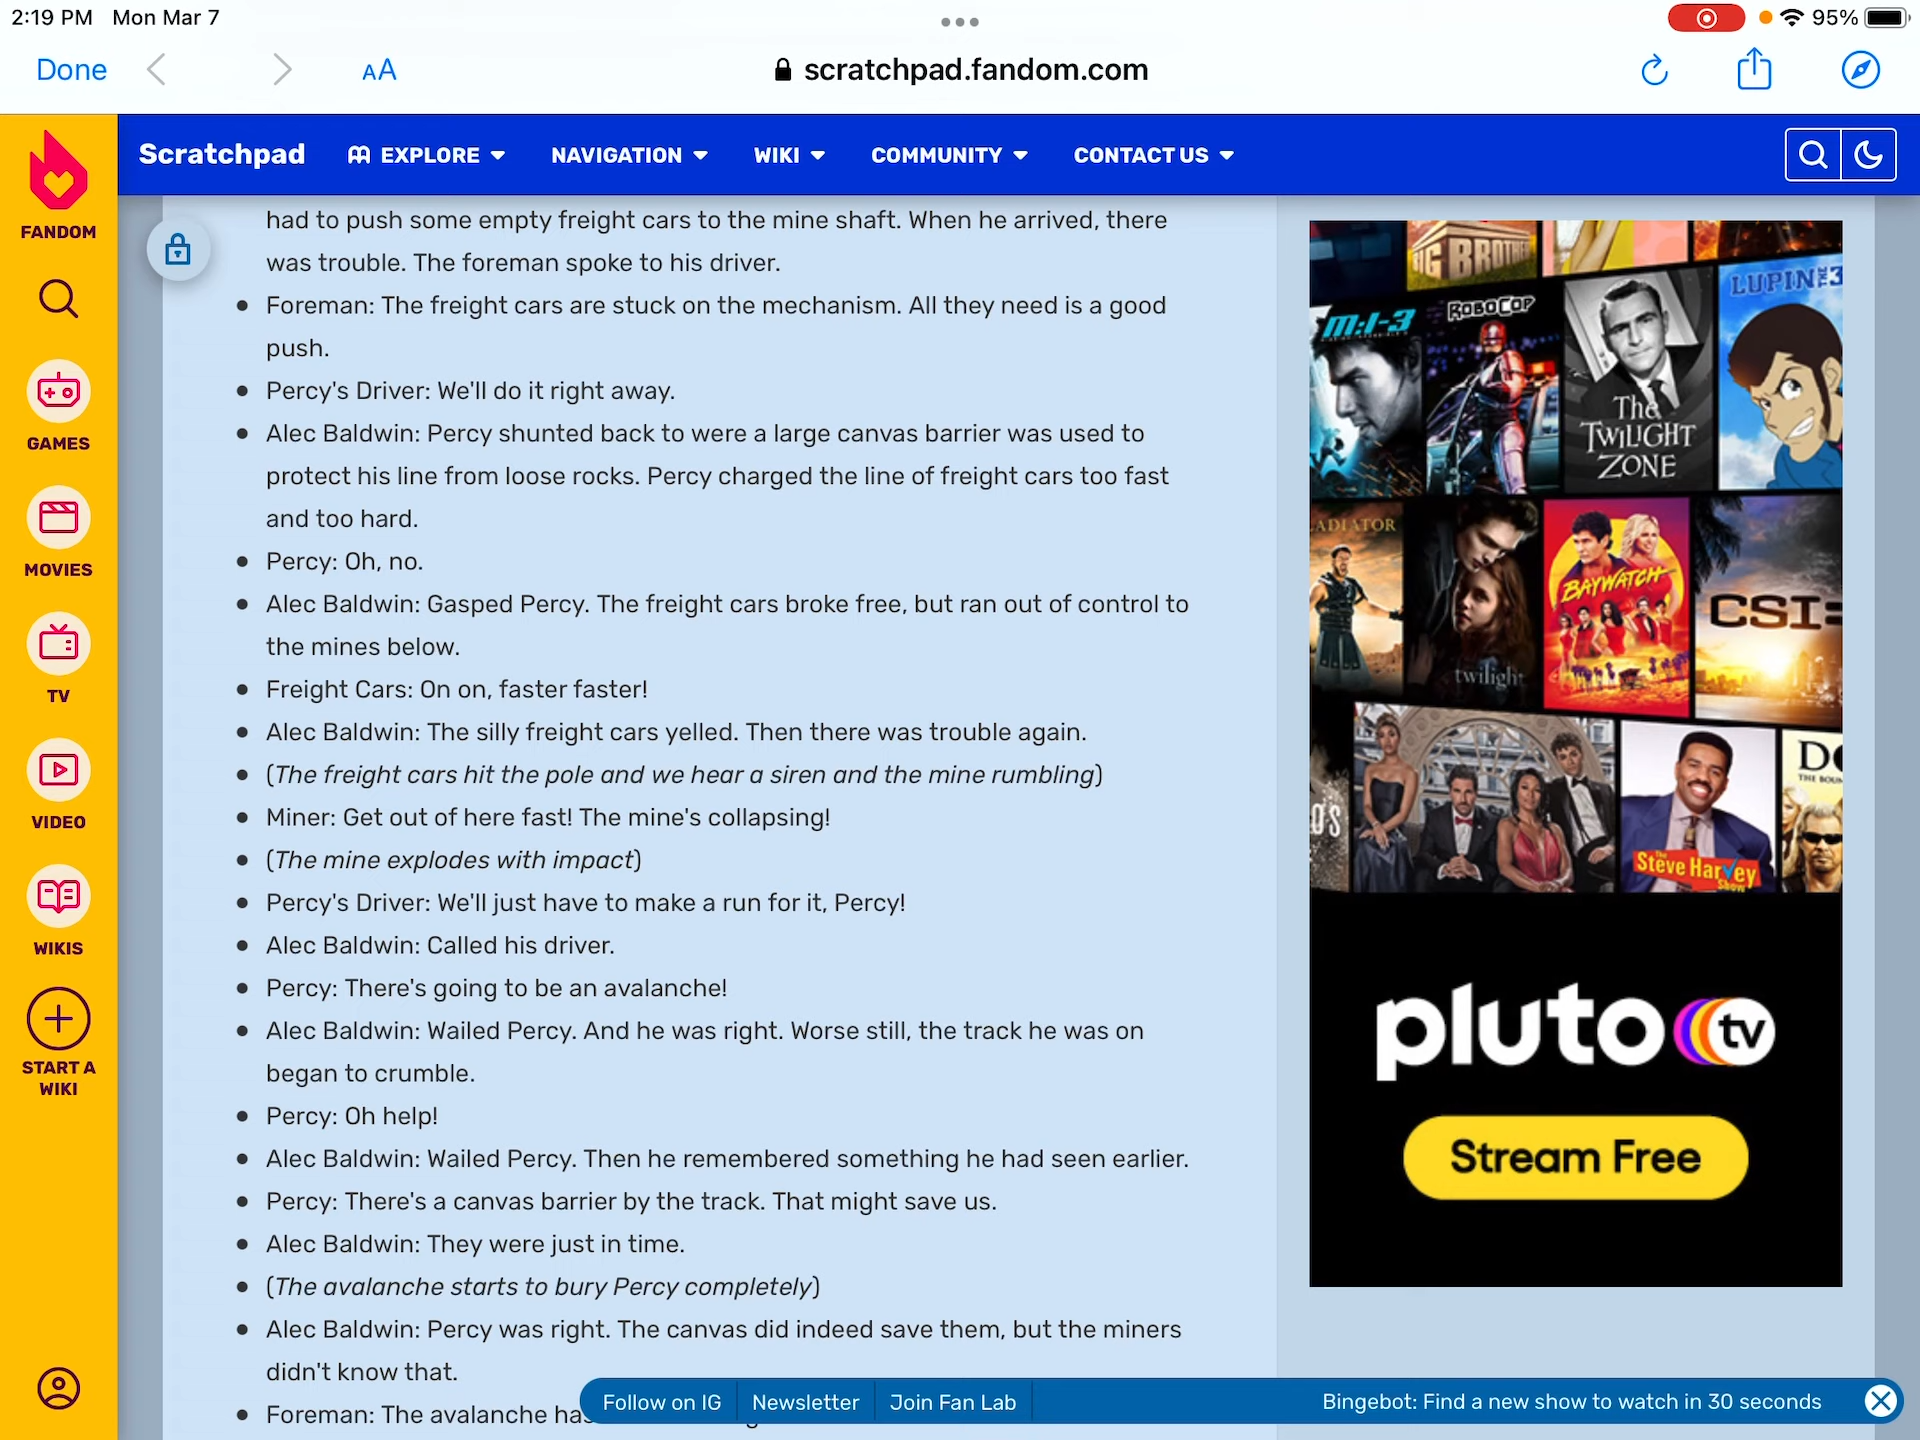 2:19 PM Mon Mar 7
95%
Done
AA
scratchpad.fandom.com
Scratchpad
EXPLORE
NAVIGATION
WIKI
COMMUNITY
CONTACT US
FANDOM
GAMES
MOVIES
TV
VIDEO
WIKIS
START A
WIKI
had to push some empty freight cars to the mine shaft. When he arrived, there
was trouble. The foreman spoke to his driver.
Foreman: The freight cars are stuck on the mechanism. All they need is a good
push.
Percy's Driver: We'll do it right away.
Alec Baldwin: Percy shunted back to were a large canvas barrier was used to
protect his line from loose rocks. Percy charged the line of freight cars too fast
and too hard.
Percy: Oh, no.
Alec Baldwin: Gasped Percy. The freight cars broke free, but ran out of control to
the mines below.
Freight Cars: On on, faster faster!
Alec Baldwin: The silly freight cars yelled. Then there was trouble again.
(The freight cars hit the pole and we hear a siren and the mine rumbling)
Miner: Get out of here fast! The mine's collapsing!
(The mine explodes with impact)
Percy's Driver: We'll just have to make a run for it, Percy!
Alec Baldwin: Called his driver.
Percy: There's going to be an avalanche!
Alec Baldwin: Wailed Percy. And he was right. Worse still, the track he was on
began to crumble.
Percy: Oh help!
Alec Baldwin: Wailed Percy. Then he remembered something he had seen earlier.
Percy: There's a canvas barrier by the track. That might save us.
Alec Baldwin: They were just in time.
(The avalanche starts to bury Percy completely)
Alec Baldwin: Percy was right. The canvas did indeed save them, but the miners
didn't know that.
Foreman: The avalanche has
IG BROTHE
LUPIN THE 3
M:I-3
ROBOCOP
The
TWILIGHT
ZONE
ADIATOR
twilight
BAYWATCH
CSI:
The
Steve Harvey
Show
DO
THE BOUN
O'S
pluto tv
Stream Free
Follow on IG
Newsletter
Join Fan Lab
Bingebot: Find a new show to watch in 30 seconds